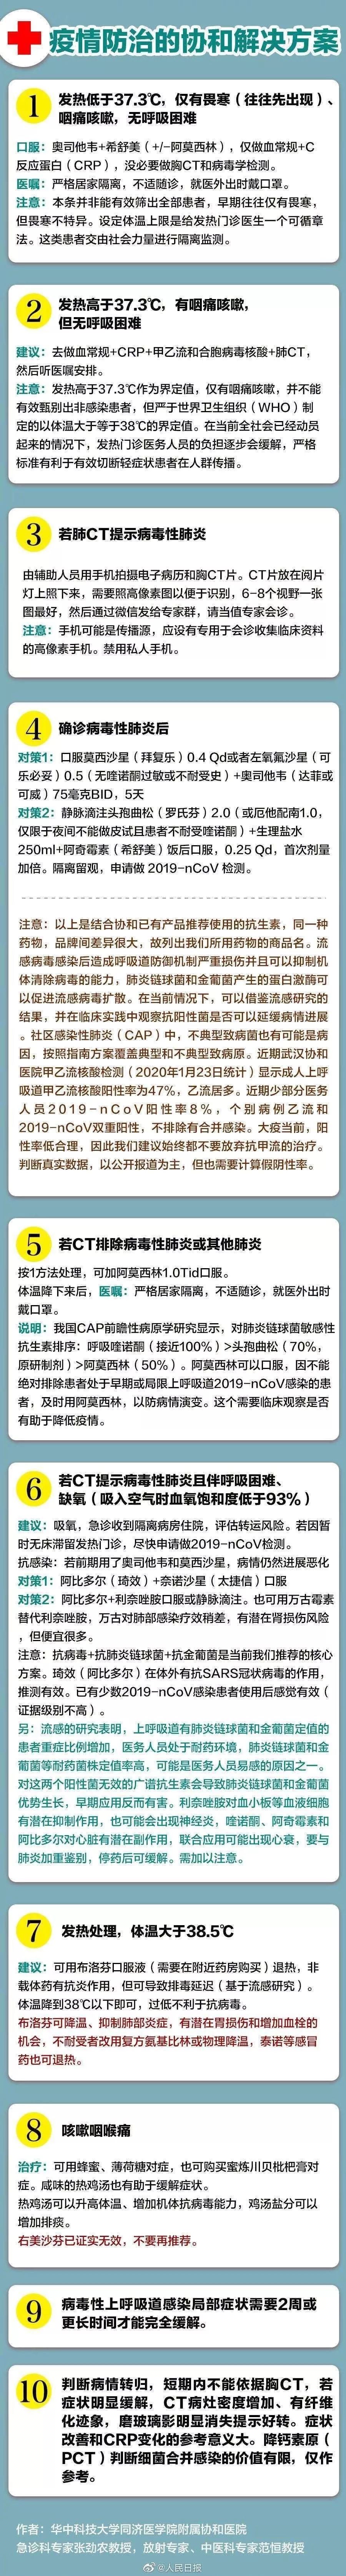 疫情防治的协和解决方案
1
发热低于37.3℃，仅有畏寒（往往先出现）、
咽痛咳嗽，无呼吸困难
口服：奥司他韦+希舒美（+/-阿莫西林），仅做血常规+C
反应蛋白（CRP），没必要做胸CT和病毒学检测。
医嘱：严格居家隔离，不适随诊，就医外出时戴口罩。
注意：本条并非能有效筛出全部患者，早期往往仅有畏寒，
但畏寒不特异。设定体温上限是给发热门诊医生一个可循章
法。这类患者交由社会力量进行隔离监测。
2
发热高于37.3℃，有咽痛咳嗽，
但无呼吸困难
建议：去做血常规+CRP+甲乙流和合胞病毒核酸+肺CT，
然后听医嘱安排。
注意：发热高于37.3℃作为界定值，仅有咽痛咳嗽，并不能
有效甄别出非感染患者，但严于世界卫生组织（WHO）制
定的以体温大于等于38℃的界定值。在当前全社会已经动员
起来的情况下，发热门诊医务人员的负担逐步会缓解，严格
标准有利于有效切断轻症状患者在人群传播。
3
若肺CT提示病毒性肺炎
由辅助人员用手机拍摄电子病历和胸CT片。CT片放在阅片
灯上照下来，需要照高像素图以便于识别，6-8个视野一张
图最好，然后通过微信发给专家群，请当值专家会诊。
注意：手机可能是传播源，应设有专用于会诊收集临床资料
的高像素手机。禁用私人手机。
4
确诊病毒性肺炎后
对策1：口服莫西沙星（拜复乐）0.4 Qd或者左氧氟沙星（可
乐必妥）0.5（无喹诺酮过敏或不耐受史）+奥司他韦（达菲或
可威）75毫克BID，5天
对策2：静脉滴注头孢曲松（罗氏芬）2.0（或厄他配南1.0，
仅限于夜间不能做皮试且患者不耐受喹诺酮）+生理盐水
250ml+阿奇霉素（希舒美）饭后口服，0.25 Qd，首次剂量
加倍。隔离留观，申请做 2019-nCoV 检测。
注意：以上是结合协和已有产品推荐使用的抗生素，同一种
药物，品牌间差异很大，故列出我们所用药物的商品名。流
感病毒感染后造成呼吸道防御机制严重损伤并且可以抑制机
体清除病毒的能力，肺炎链球菌和金葡菌产生的蛋白激酶可
以促进流感病毒扩散。在当前情况下，可以借鉴流感研究的
结果，并在临床实践中观察抗阳性菌是否可以延缓病情进展
。社区感染性肺炎（CAP）中，不典型致病菌也有可能是病
因，按照指南方案覆盖典型和不典型致病原。近期武汉协和
医院甲乙流核酸检测（2020年1月23日统计）显示成人上呼
吸道甲乙流核酸阳性率为47%，乙流居多。近期少部分医务
人员2019-nCoV阳性率8%，个别病例乙流和
2019-nCoV双重阳性，不排除有合并感染。大疫当前，阳
性率低合理，因此我们建议始终都不要放弃抗甲流的治疗。
判断真实数据，以公开报道为主，但也需要计算假阴性率。
5
若CT排除病毒性肺炎或其他肺炎
按1方法处理，可加阿莫西林1.0Tid口服。
体温降下来后，医嘱：严格居家隔离，不适随诊，就医外出时
戴口罩。
说明：我国CAP前瞻性病原学研究显示，对肺炎链球菌敏感性
抗生素排序：呼吸喹诺酮（接近100%）>头孢曲松（70%，
原研制剂）>阿莫西林（50%）。阿莫西林可以口服，因不能
绝对排除患者处于早期或局限上呼吸道2019-nCoV感染的患
者，及时用阿莫西林，以防病情演变。这个需要临床观察是否
有助于降低疫情。
6
若CT提示病毒性肺炎且伴呼吸困难、
缺氧（吸入空气时血氧饱和度低于93%）
建议：吸氧，急诊收到隔离病房住院，评估转运风险。若因暂
时无床滞留发热门诊，尽快申请做2019-nCoV检测。
抗感染：若前期用了奥司他韦和莫西沙星，病情仍然进展恶化
对策1：阿比多尔（琦效）+奈诺沙星（太捷信）口服
对策2：阿比多尔+利奈唑胺口服或静脉滴注。也可用万古霉素
替代利奈唑胺，万古对肺部感染疗效稍差，有潜在肾损伤风险
，但便宜很多。
注意：抗病毒+抗肺炎链球菌+抗金葡菌是当前我们推荐的核心
方案。琦效（阿比多尔）在体外有抗SARS冠状病毒的作用，
推测有效。已有少数2019-nCoV感染患者使用后感觉有效（
证据级别不高）。
另：流感的研究表明，上呼吸道有肺炎链球菌和金葡菌定值的
患者重症比例增加，医务人员处于耐药环境，肺炎链球菌和金
葡菌等耐药菌株定值率高，可能是医务人员易感的原因之一。
对这两个阳性菌无效的广谱抗生素会导致肺炎链球菌和金葡菌
优势生长，早期应用反而有害。利奈唑胺对血小板等血液细胞
有潜在抑制作用，也可能会出现神经炎，喹诺酮、阿奇霉素和
阿比多尔对心脏有潜在副作用，联合应用可能出现心衰，要与
肺炎加重鉴别，停药后可缓解。需加以注意。
7
发热处理，体温大于38.5℃
建议：可用布洛芬口服液（需要在附近药房购买）退热，非
载体药有抗炎作用，但可导致排毒延迟（基于流感研究）。
体温降到38℃以下即可，过低不利于抗病毒。
布洛芬可降温、抑制肺部炎症，有潜在胃损伤和增加血栓的
机会，不耐受者改用复方氨基比林或物理降温，泰诺等感冒
药也可退热。
8
咳嗽咽喉痛
治疗：可用蜂蜜、薄荷糖对症，也可购买蜜炼川贝枇杷膏对
症。咸味的热鸡汤也有助于缓解症状。
热鸡汤可以升高体温、增加机体抗病毒能力，鸡汤盐分可以
增加排痰。
右美沙芬已证实无效，不要再推荐。
9
病毒性上呼吸道感染局部症状需要2周或
更长时间才能完全缓解。
10
判断病情转归，短期内不能依据胸CT，若
症状明显缓解，CT病灶密度增加、有纤维
化迹象，磨玻璃影明显消失提示好转。症状
改善和CRP变化的参考意义大。降钙素原（
PCT）判断细菌合并感染的价值有限，仅作
参考。
作者：华中科技大学同济医学院附属协和医院
急诊科专家张劲农教授，放射专家、中医科专家范恒教授
@人民日报